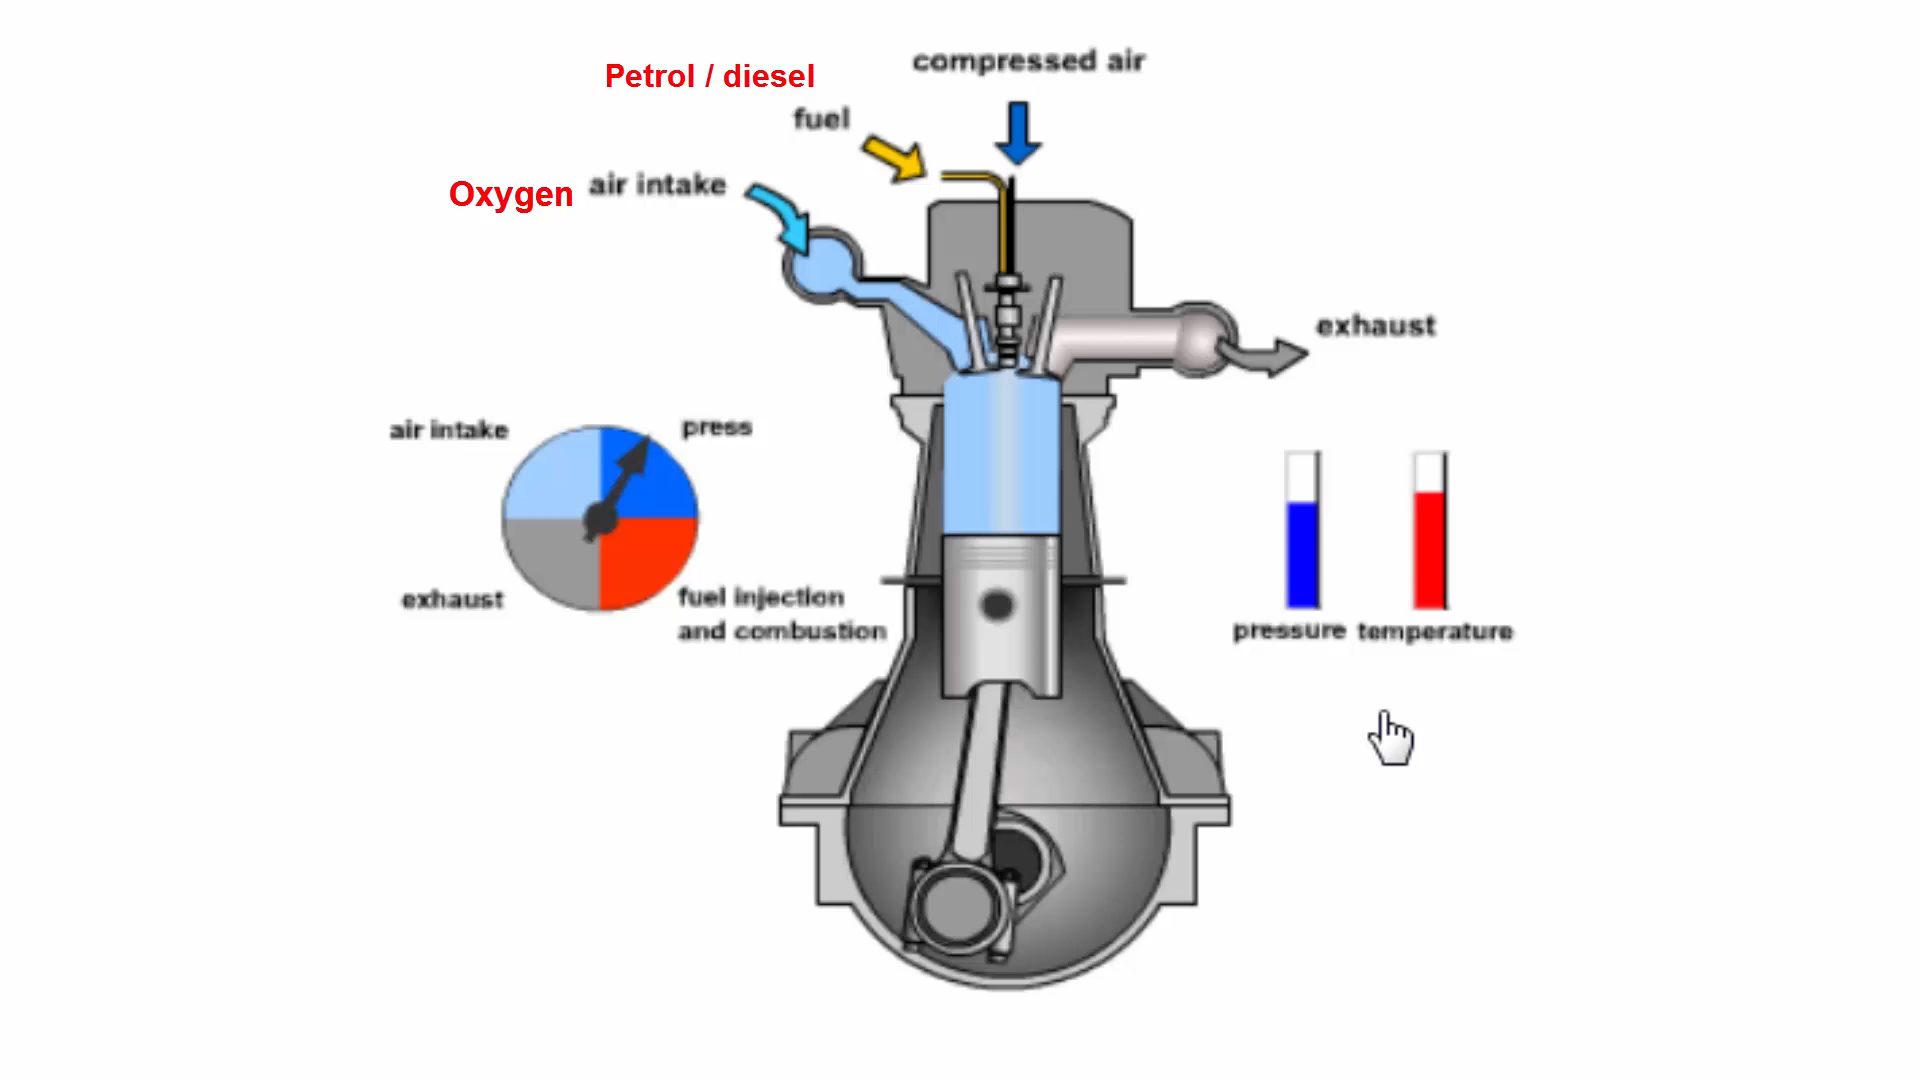 compressed air
Petrol / diesel
fuel
Oxygen air intake
exhaust
air intake
press
exhaust
fuel injection
and combustion
pressure temperature